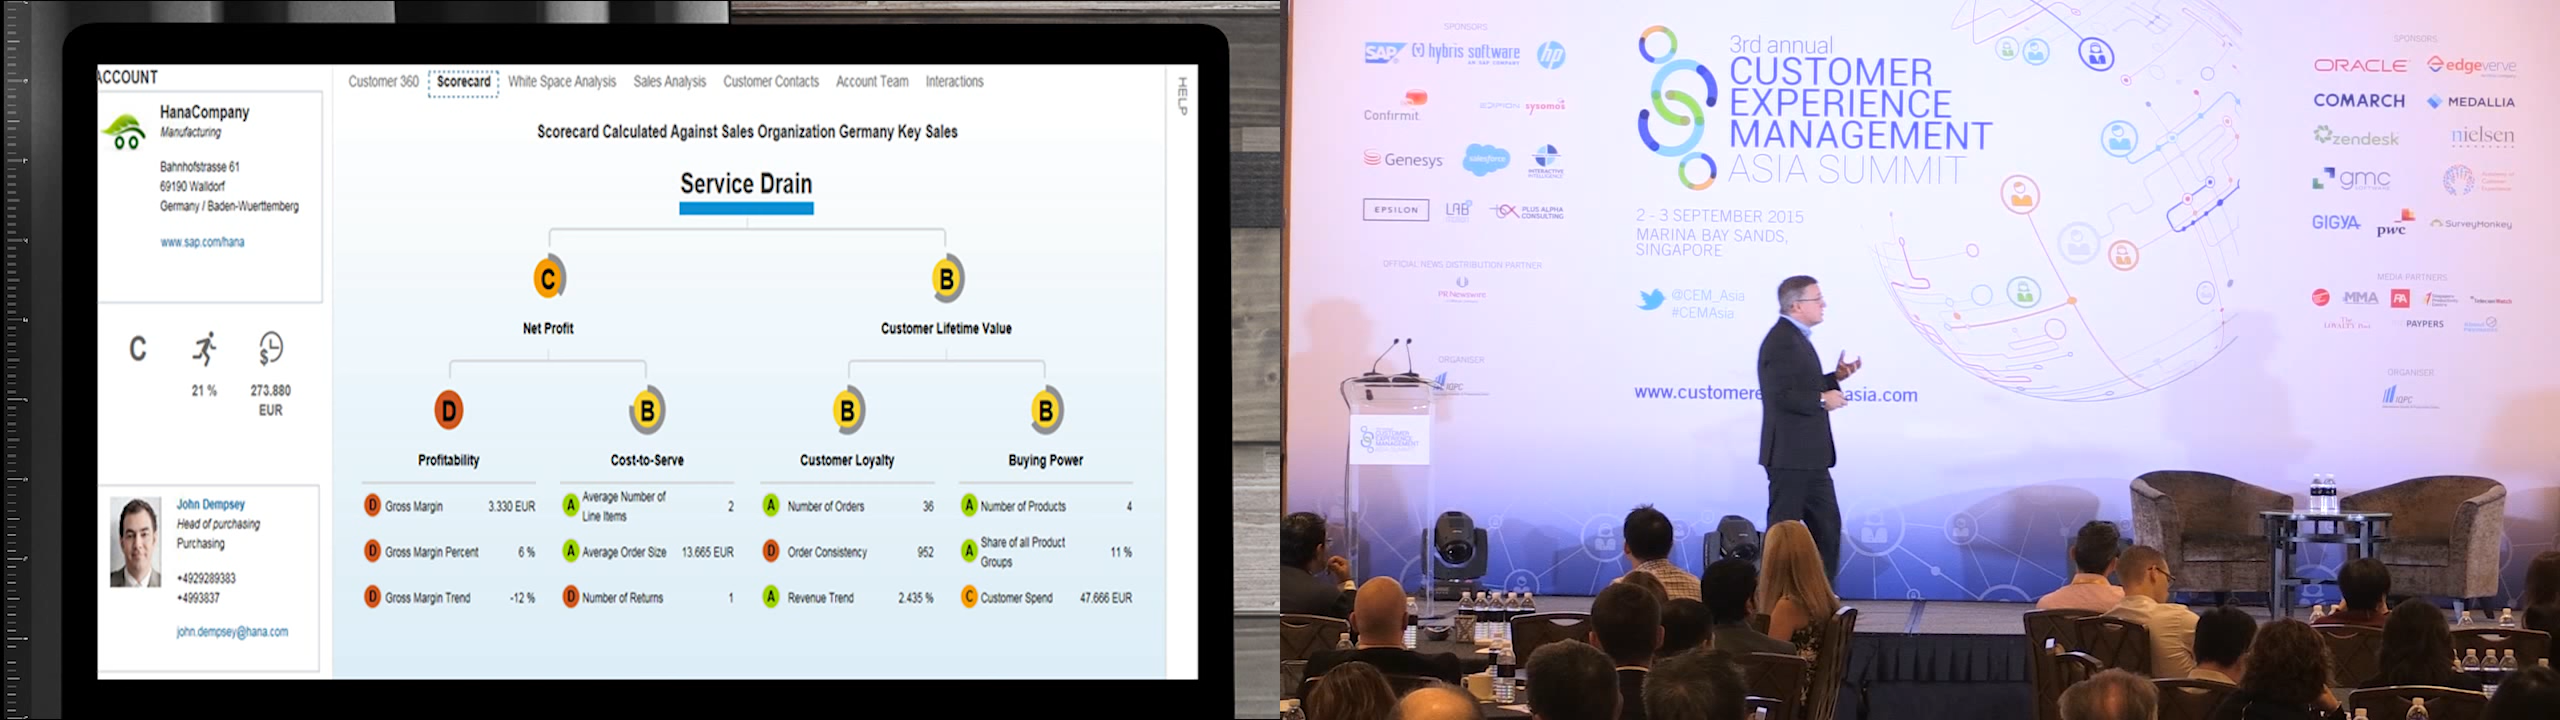 ACCOUNT
HanaCompany
Manufacturing
Bahnhofstrasse 61
69190 Walldorf
Germany / Baden-Wuerttemberg
www.sap.com/hana
C
21 %
273.880
EUR
John Dempsey
Head of purchasing
Purchasing
+4929289383
+4993837
john.dempsey@hana.com
Customer 360 Scorecard White Space Analysis Sales Analysis Customer Contacts Account Team Interactions
HELP
Scorecard Calculated Against Sales Organization Germany Key Sales
Service Drain
C B
Net Profit Customer Lifetime Value
D B B B
Profitability Cost-to-Serve Customer Loyalty Buying Power
D Gross Margin 3.330 EUR
D Gross Margin Percent 6 %
D Gross Margin Trend -12 %
A Average Number of
Line Items 2
A Average Order Size 13.665 EUR
D Number of Returns 1
A Number of Orders 36
D Order Consistency 952
A Revenue Trend 2.435 %
A Number of Products 4
A Share of all Product
Groups 11 %
C Customer Spend 47.666 EUR
SPONSORS
SAP hybris software hp
AN SAP COMPANY
Confirmit sysomos
Genesys salesforce INTERACTIVE
INTELLIGENCE
EPSILON LAB PLUS ALPHA
CONSULTING
OFFICIAL NEWS DISTRIBUTION PARTNER
PR Newswire
ORGANISER
IQPC
3rd annual
CUSTOMER
EXPERIENCE
MANAGEMENT
ASIA SUMMIT
2 - 3 SEPTEMBER 2015
MARINA BAY SANDS,
SINGAPORE
@CEM_Asia
#CEMAsia
www.custome asia.com
CUSTOMER
EXPERIENCE
MANAGEMENT
SPONSORS
ORACLE edgeverve
COMARCH MEDALLIA
zendesk nielsen
gmc
GIGYA pwc SurveyMonkey
MEDIA PARTNERS
MMA
PAYPERS
ORGANISER
IQPC